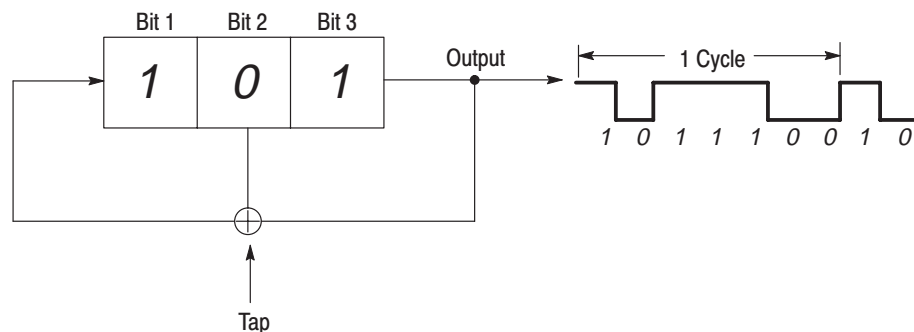 Bit 1 Bit 2 Bit 3
Output
1 Cycle
1 0 1
1 0 1 1 1 0 0 1 0
Tap